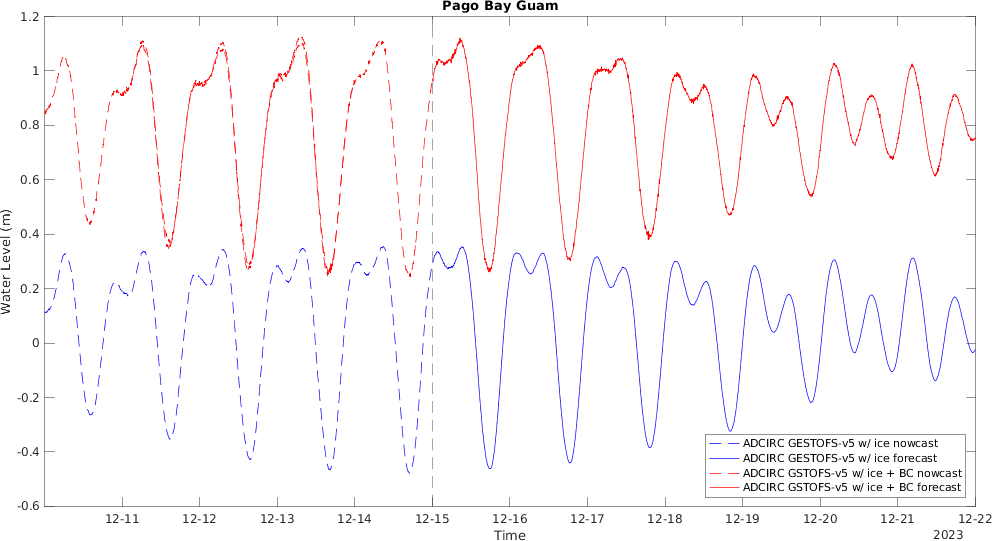 Pago Bay Guam
1.2
1
0.8
0.6
0.4
0.2
0
-0.2
-0.4
-0.6
Water Level (m)
ADCIRC GESTOFS-v5 w/ ice nowcast
ADCIRC GESTOFS-v5 w/ ice forecast
ADCIRC GSTOFS-v5 w/ ice + BC nowcast
ADCIRC GSTOFS-v5 w/ ice + BC forecast
12-11 12-12 12-13 12-14 12-15 12-16 12-17 12-18 12-19 12-20 12-21 12-22
Time
2023